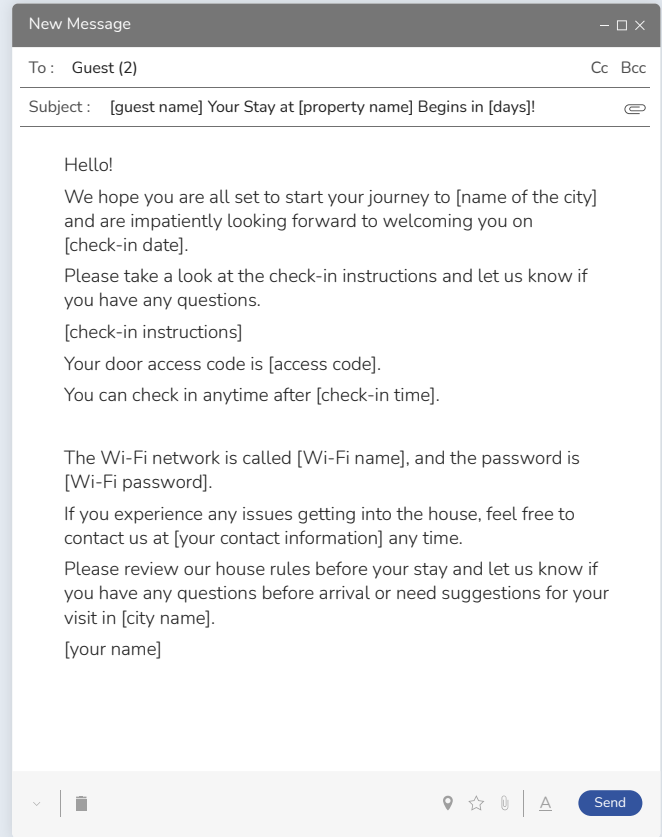 New Message
To : Guest (2) Cc Bcc
Subject : [guest name] Your Stay at [property name] Begins in [days]!
Hello!
We hope you are all set to start your journey to [name of the city]
and are impatiently looking forward to welcoming you on
[check-in date].
Please take a look at the check-in instructions and let us know if
you have any questions.
[check-in instructions]
Your door access code is [access code].
You can check in anytime after [check-in time].
The Wi-Fi network is called [Wi-Fi name], and the password is
[Wi-Fi password].
If you experience any issues getting into the house, feel free to
contact us at [your contact information] any time.
Please review our house rules before your stay and let us know if
you have any questions before arrival or need suggestions for your
visit in [city name].
[your name]
A Send